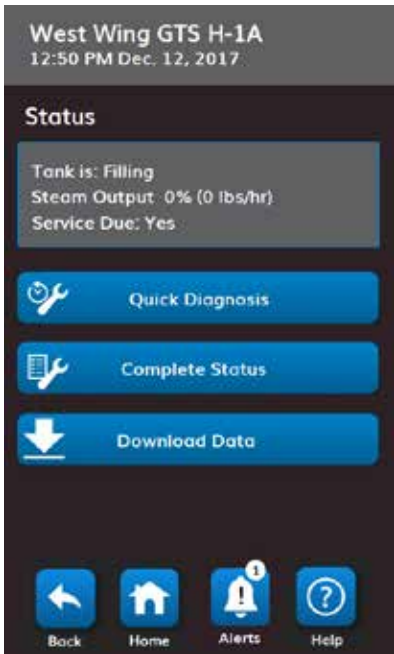 West Wing GTS H-1A
12:50 PM Dec. 12, 2017
Status
Tank is: Filling
Steam Output 0% (0 lbs/hr)
Service Due: Yes
Quick Diagnosis
Complete Status
Download Data
1
Back Home Alerts Help